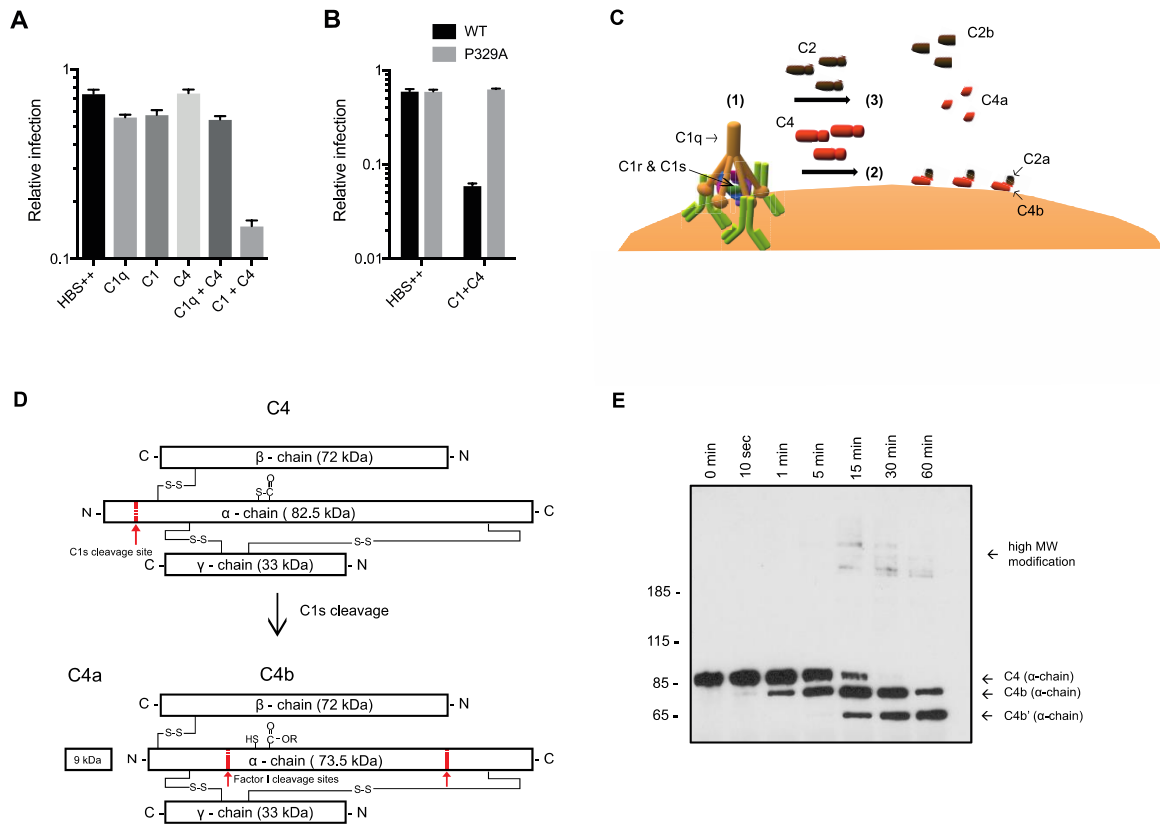 A
Relative infection
1
0.1
HBS++
C1q
C1
C4
C1q + C4
C1 + C4
B
WT
P329A
Relative infection
1
0.1
0.01
HBS++
C1+C4
C
C2
C2b
(1)
(3)
C4a
C1q →
C4
C1r & C1s
(2)
C2a
C4b
D
C4
C - β - chain (72 kDa) - N
S-S
O
S-C
N - α - chain ( 82.5 kDa) - C
C1s cleavage site
S-S
S-S
C - γ - chain (33 kDa) - N
C1s cleavage
C4a
C4b
C - β - chain (72 kDa) - N
S-S
O
HS C-OR
9 kDa
N - α - chain ( 73.5 kDa) - C
Factor I cleavage sites
S-S
S-S
C - γ - chain (33 kDa) - N
E
0 min
10 sec
1 min
5 min
15 min
30 min
60 min
← high MW modification
185 -
115 -
85 -
65 -
← C4 (α-chain)
← C4b (α-chain)
← C4b' (α-chain)